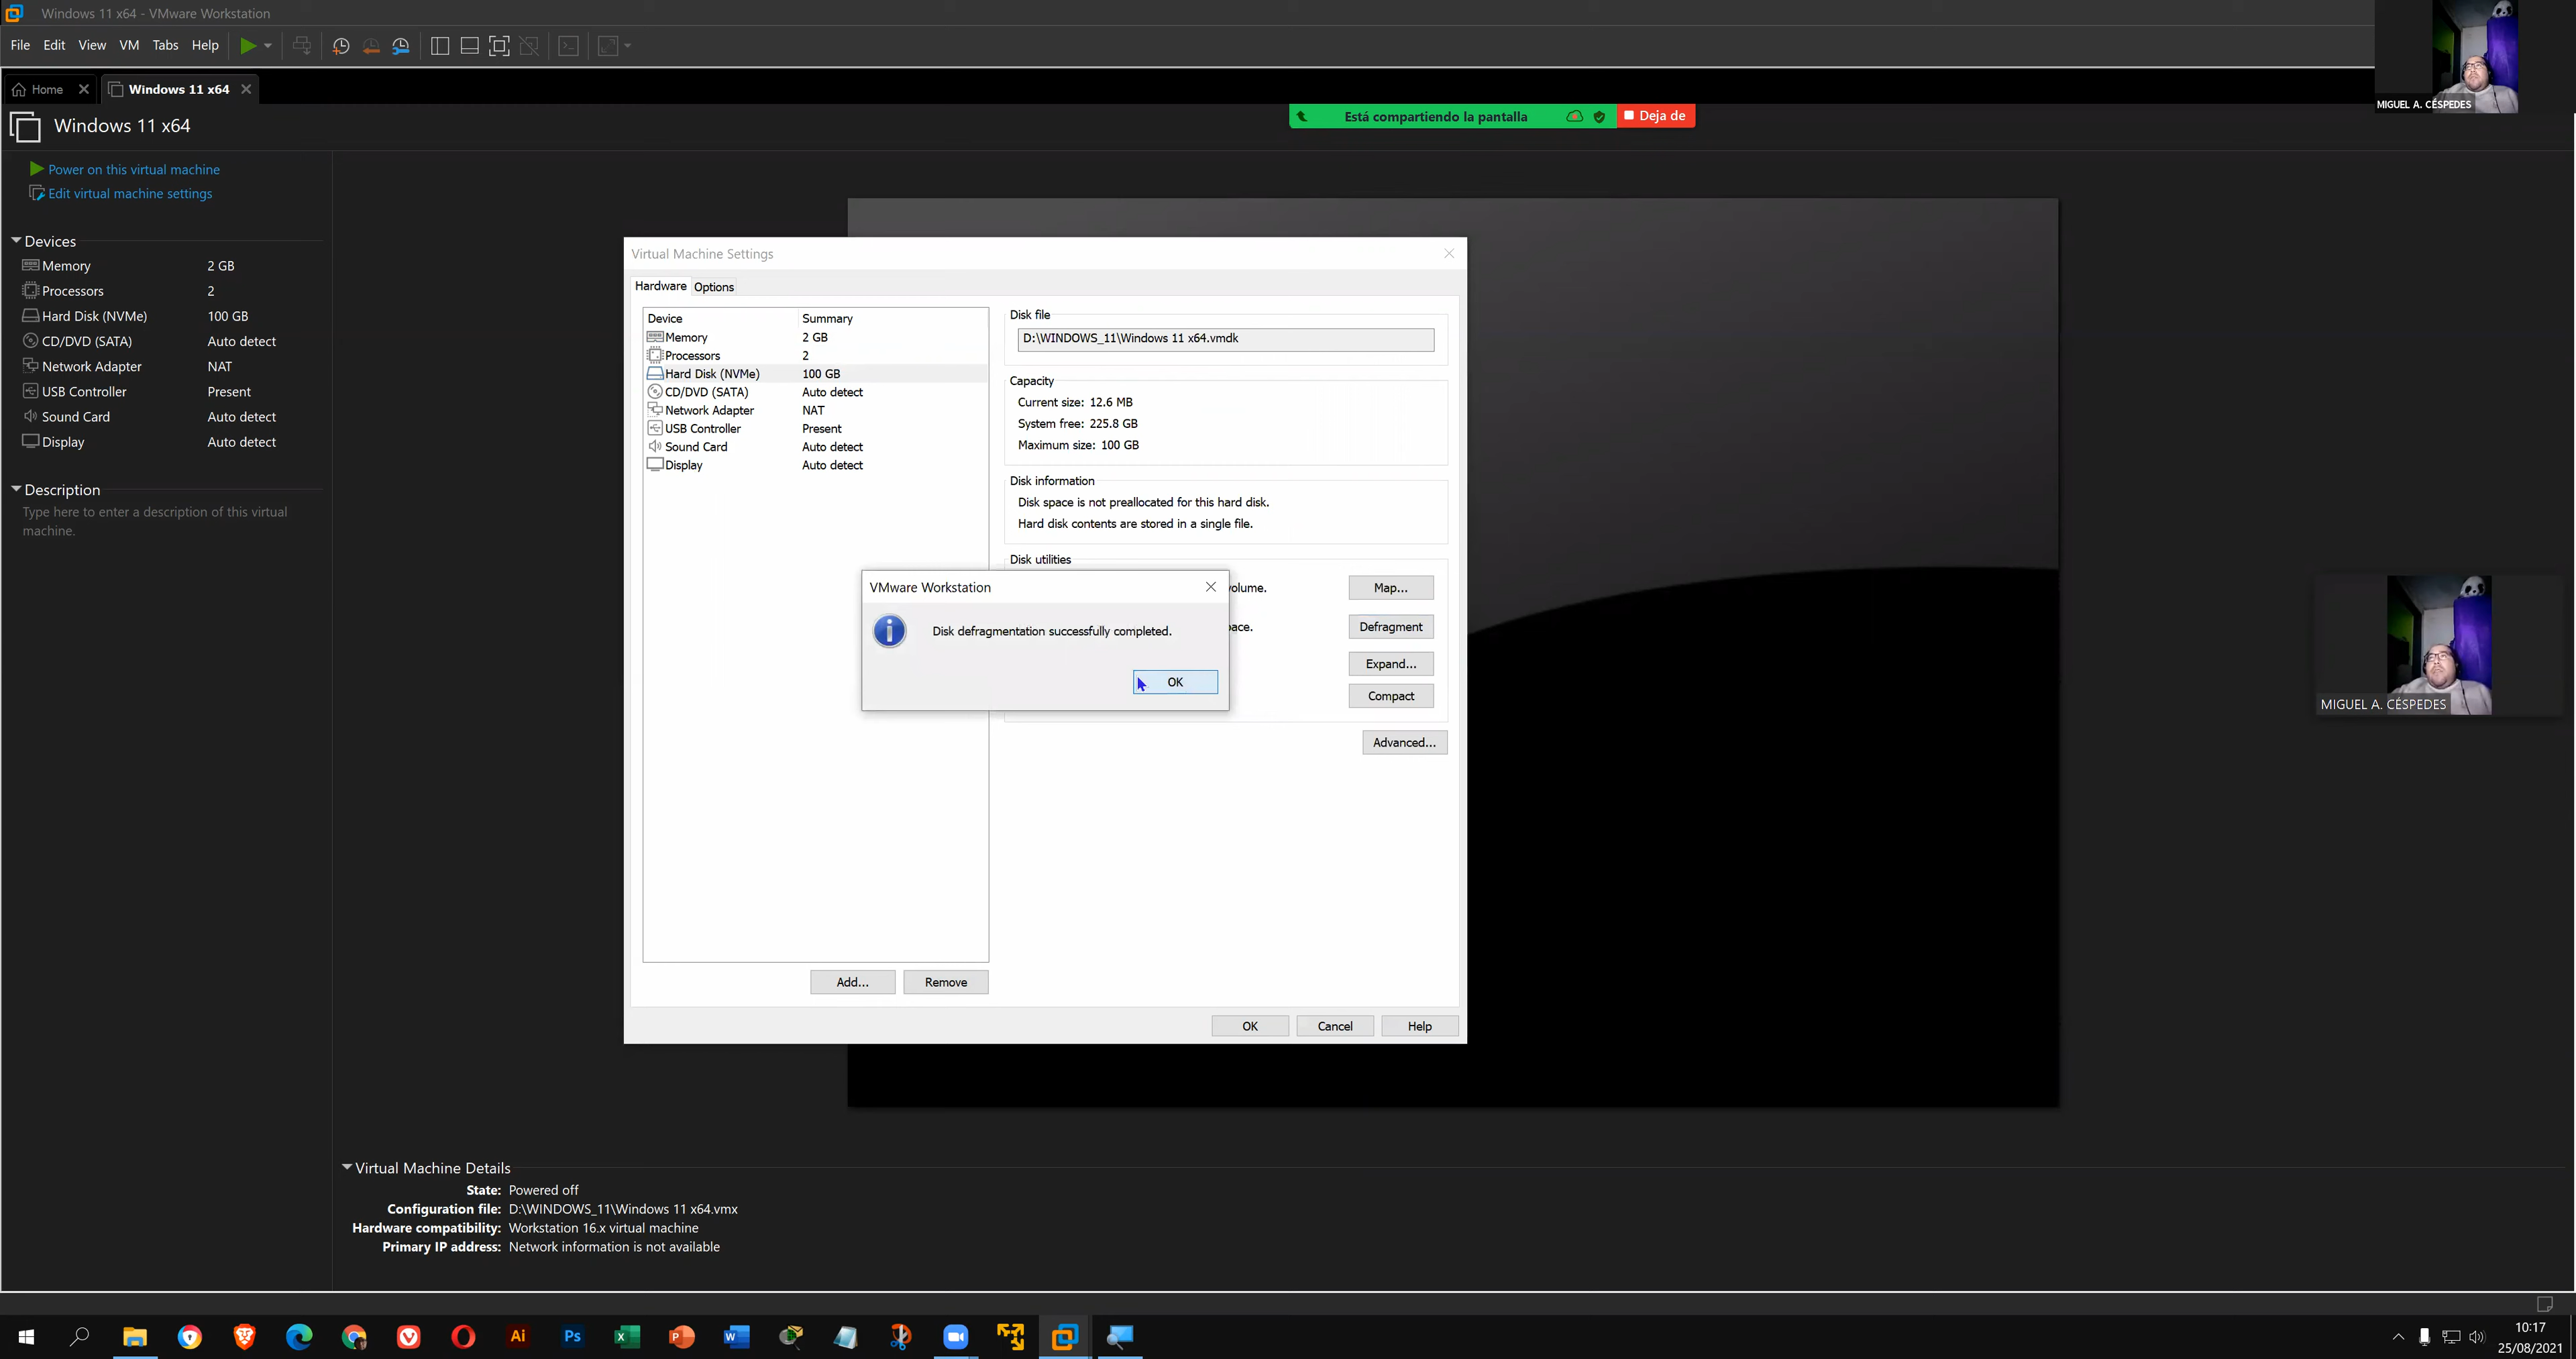 Windows 11 x64 - VMware Workstation
File Edit View VM Tabs Help
Home
Windows 11 x64
Windows 11 x64
Está compartiendo la pantalla
Deja de
MIGUEL A. CÉSPEDES
Power on this virtual machine
Edit virtual machine settings
Devices
Memory 2 GB
Processors 2
Hard Disk (NVMe) 100 GB
CD/DVD (SATA) Auto detect
Network Adapter NAT
USB Controller Present
Sound Card Auto detect
Display Auto detect
Description
Type here to enter a description of this virtual
machine.
Virtual Machine Settings
Hardware Options
Device Summary
Memory 2 GB
Processors 2
Hard Disk (NVMe) 100 GB
CD/DVD (SATA) Auto detect
Network Adapter NAT
USB Controller Present
Sound Card Auto detect
Display Auto detect
Add... Remove
Disk file
D:\WINDOWS_11\Windows 11 x64.vmdk
Capacity
Current size: 12.6 MB
System free: 225.8 GB
Maximum size: 100 GB
Disk information
Disk space is not preallocated for this hard disk.
Hard disk contents are stored in a single file.
Disk utilities
volume. Map...
Defragment
Expand...
Compact
Advanced...
VMware Workstation
Disk defragmentation successfully completed.
OK
OK Cancel Help
MIGUEL A. CÉSPEDES
Virtual Machine Details
State: Powered off
Configuration file: D:\WINDOWS_11\Windows 11 x64.vmx
Hardware compatibility: Workstation 16.x virtual machine
Primary IP address: Network information is not available
Ai
Ps
10:17
25/08/2021